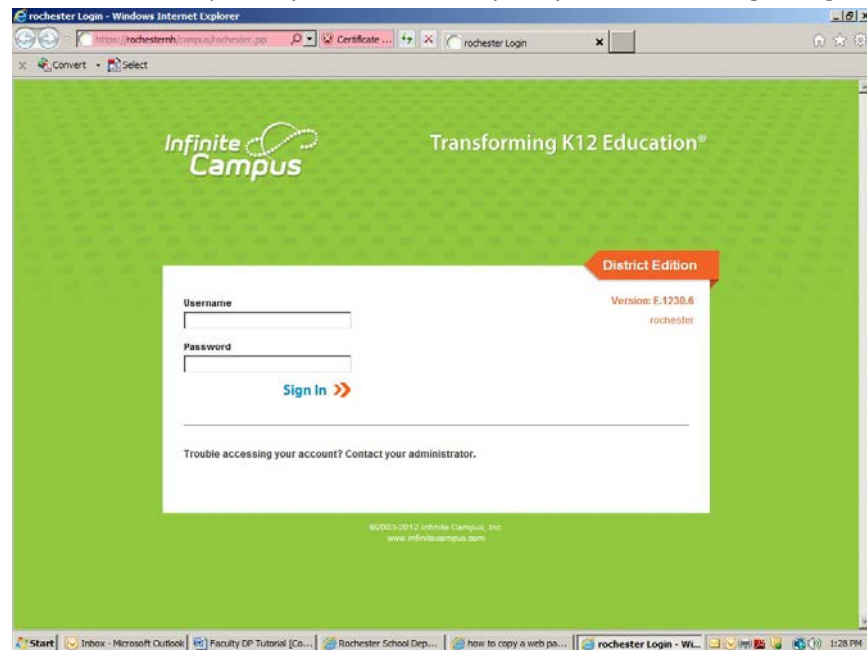 rochester Login - Windows Internet Explorer
https://rochesternh/campus/rochester.jsp
Certificate ...
rochester Login
x Convert Select
Infinite Campus
Transforming K12 Education®
District Edition
Username
Version: E.1230.6
rochester
Password
Sign In
Trouble accessing your account? Contact your administrator.
©2003-2012 Infinite Campus, Inc.
www.infinitecampus.com
Start Inbox - Microsoft Outlook Faculty DP Tutorial [Co... Rochester School Dep... how to copy a web pa... rochester Login - Wi... 1:28 PM